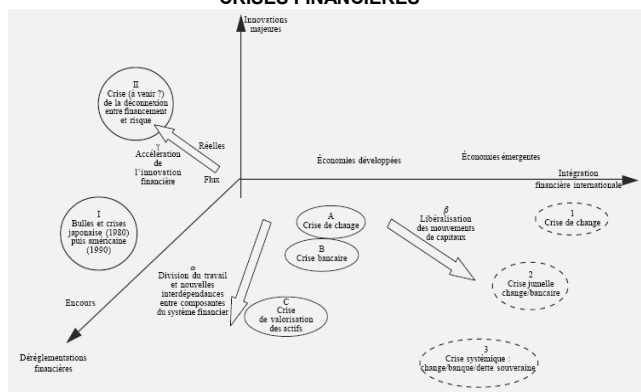 CRISES FINANCIÈRES
Innovations
majeures
II
Crise (à venir ?)
de la déconnexion
entre financement
et risque
γ
Accélération
de
l'innovation
financière
Réelles
Flux
Économies développées
Économies émergentes
Intégration
financière internationale
I
Bulles et crises
japonaise (1980)
puis américaine
(1990)
A
Crise de change
B
Crise bancaire
β
Libéralisation
des mouvements
de capitaux
1
Crise de change
α
Division du travail
et nouvelles
interdépendances
entre composantes
du système financier
2
Crise jumelle
change/bancaire
Encours
C
Crise
de valorisation
des actifs
3
Crise systémique :
change/banque/dette souveraine
Déréglementations
financières